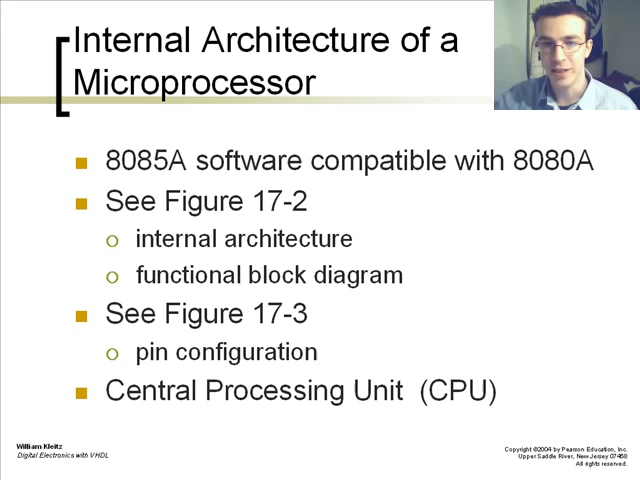 Internal Architecture of a
Microprocessor
8085A software compatible with 8080A
See Figure 17-2
internal architecture
functional block diagram
See Figure 17-3
pin configuration
Central Processing Unit (CPU)
William Kleitz
Digital Electronics with VHDL
Copyright ©2004 by Pearson Education, Inc.
Upper Saddle River, New Jersey 07458
All rights reserved.